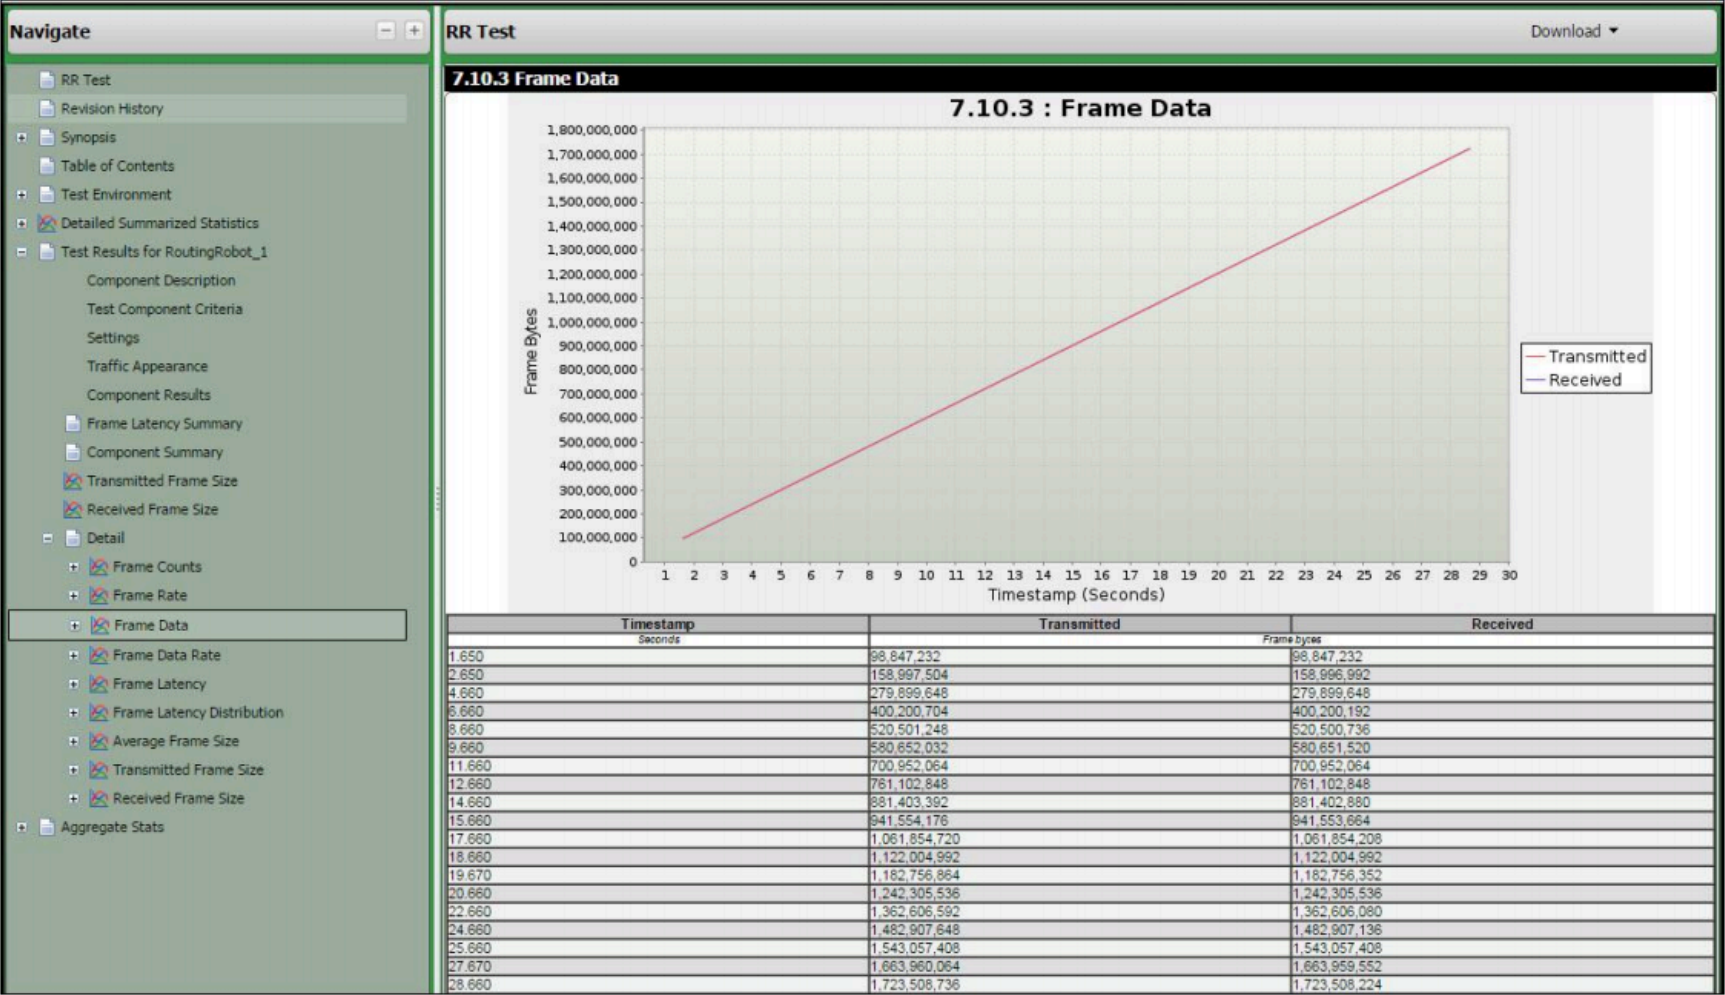 Navigate
RR Test
Revision History
Synopsis
Table of Contents
Test Environment
Detailed Summarized Statistics
Test Results for RoutingRobot_1
Component Description
Test Component Criteria
Settings
Traffic Appearance
Component Results
Frame Latency Summary
Component Summary
Transmitted Frame Size
Received Frame Size
Detail
Frame Counts
Frame Rate
Frame Data
Frame Data Rate
Frame Latency
Frame Latency Distribution
Average Frame Size
Transmitted Frame Size
Received Frame Size
Aggregate Stats
RR Test
Download
7.10.3 Frame Data
7.10.3 : Frame Data
Frame Bytes
1,800,000,000
1,700,000,000
1,600,000,000
1,500,000,000
1,400,000,000
1,300,000,000
1,200,000,000
1,100,000,000
1,000,000,000
900,000,000
800,000,000
700,000,000
600,000,000
500,000,000
400,000,000
300,000,000
200,000,000
100,000,000
0
1 2 3 4 5 6 7 8 9 10 11 12 13 14 15 16 17 18 19 20 21 22 23 24 25 26 27 28 29 30
Timestamp (Seconds)
Transmitted
Received
Timestamp Transmitted Received
Seconds Frame bytes
1.650 98,847,232 98,847,232
2.650 158,997,504 158,996,992
4.660 279,899,648 279,899,648
6.660 400,200,704 400,200,192
8.660 520,501,248 520,500,736
9.660 580,652,032 580,651,520
11.660 700,952,064 700,952,064
12.660 761,102,848 761,102,848
14.660 881,403,392 881,402,880
15.660 941,554,176 941,553,664
17.660 1,061,854,720 1,061,854,208
18.660 1,122,004,992 1,122,004,992
19.670 1,182,756,864 1,182,756,352
20.660 1,242,305,536 1,242,305,536
22.660 1,362,606,592 1,362,606,080
24.660 1,482,907,648 1,482,907,136
25.660 1,543,057,408 1,543,057,408
27.670 1,663,960,064 1,663,959,552
28.660 1,723,508,736 1,723,508,224